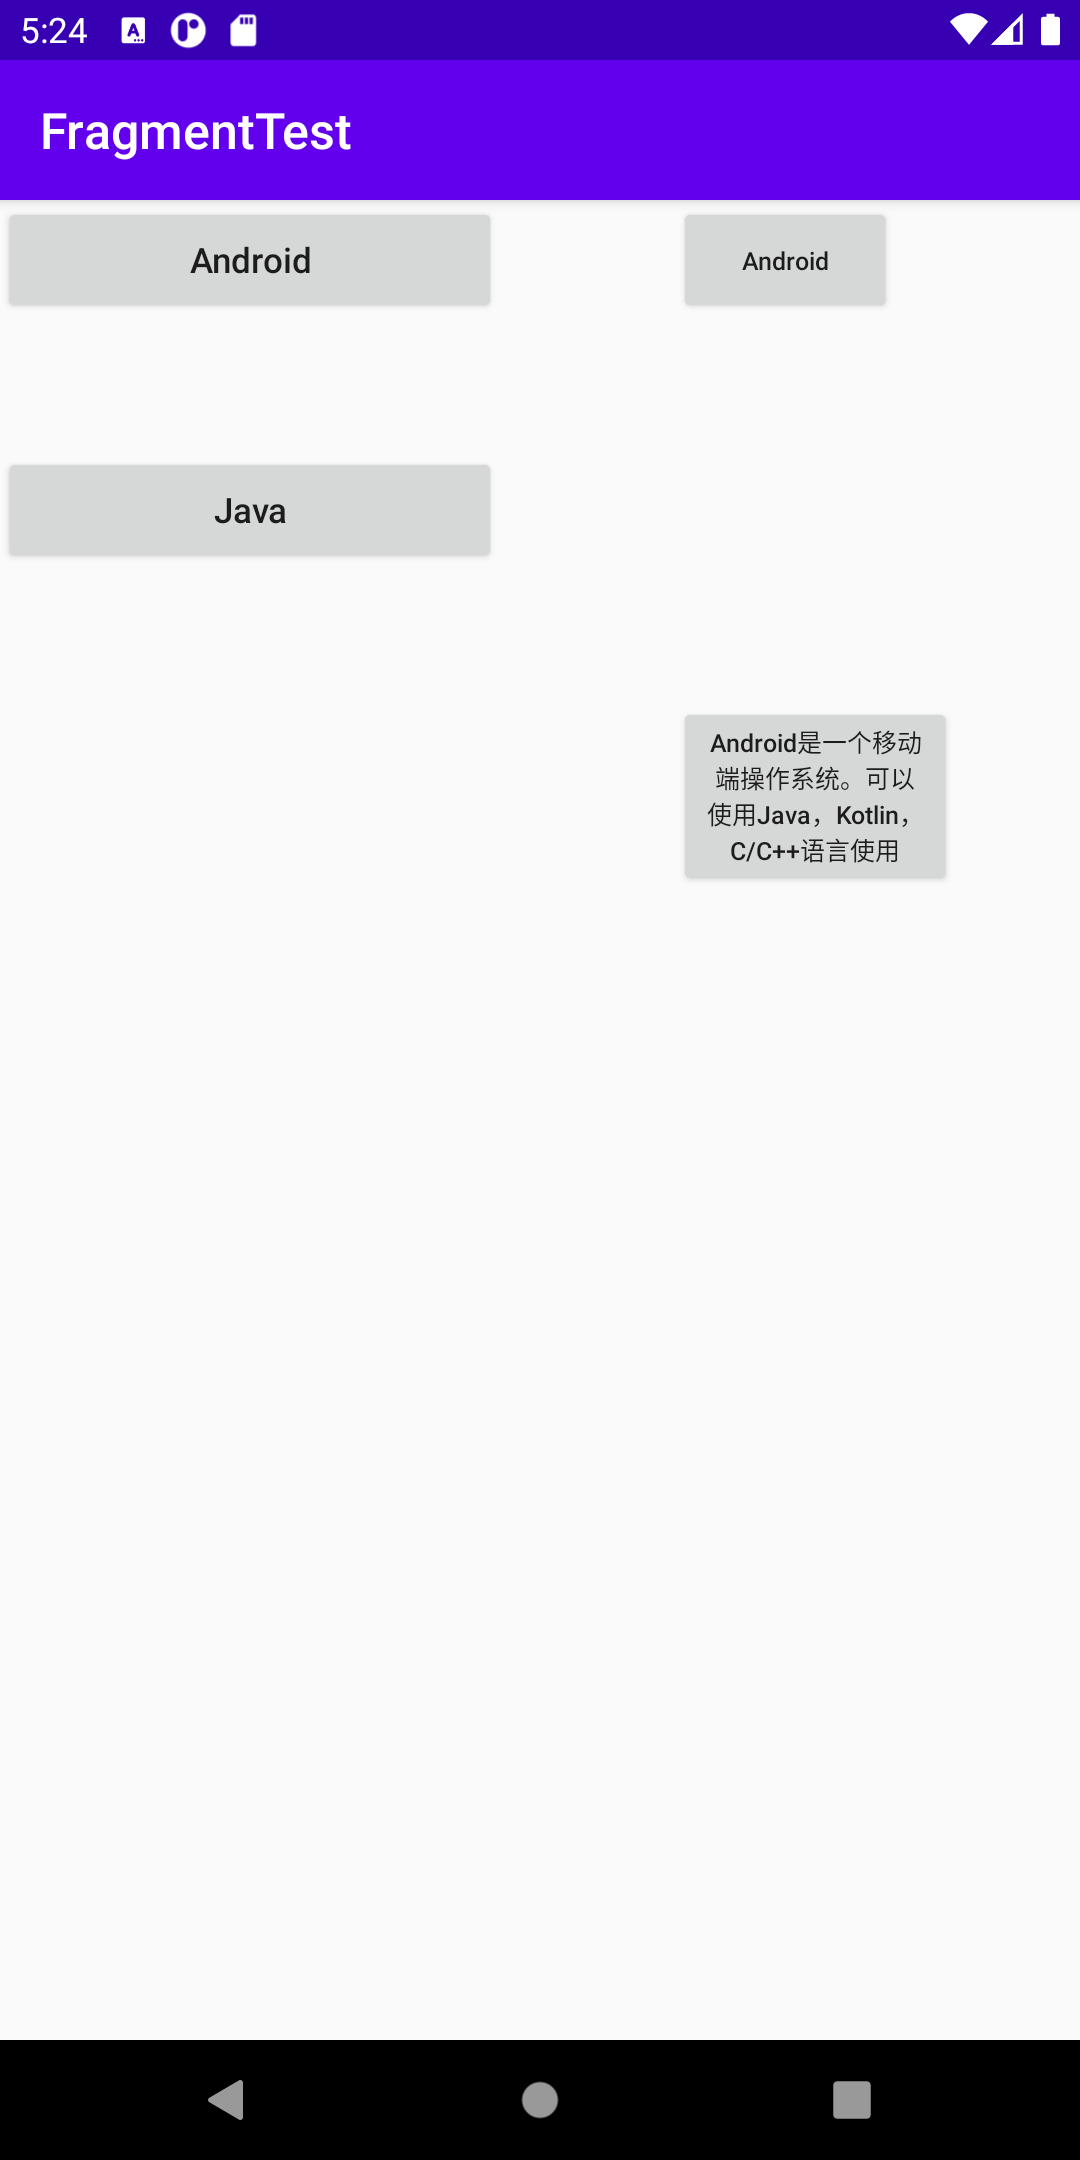 5:24
FragmentTest
Android
Android
Java
Android是一个移动
端操作系统。可以
使用Java，Kotlin，
C/C++语言使用